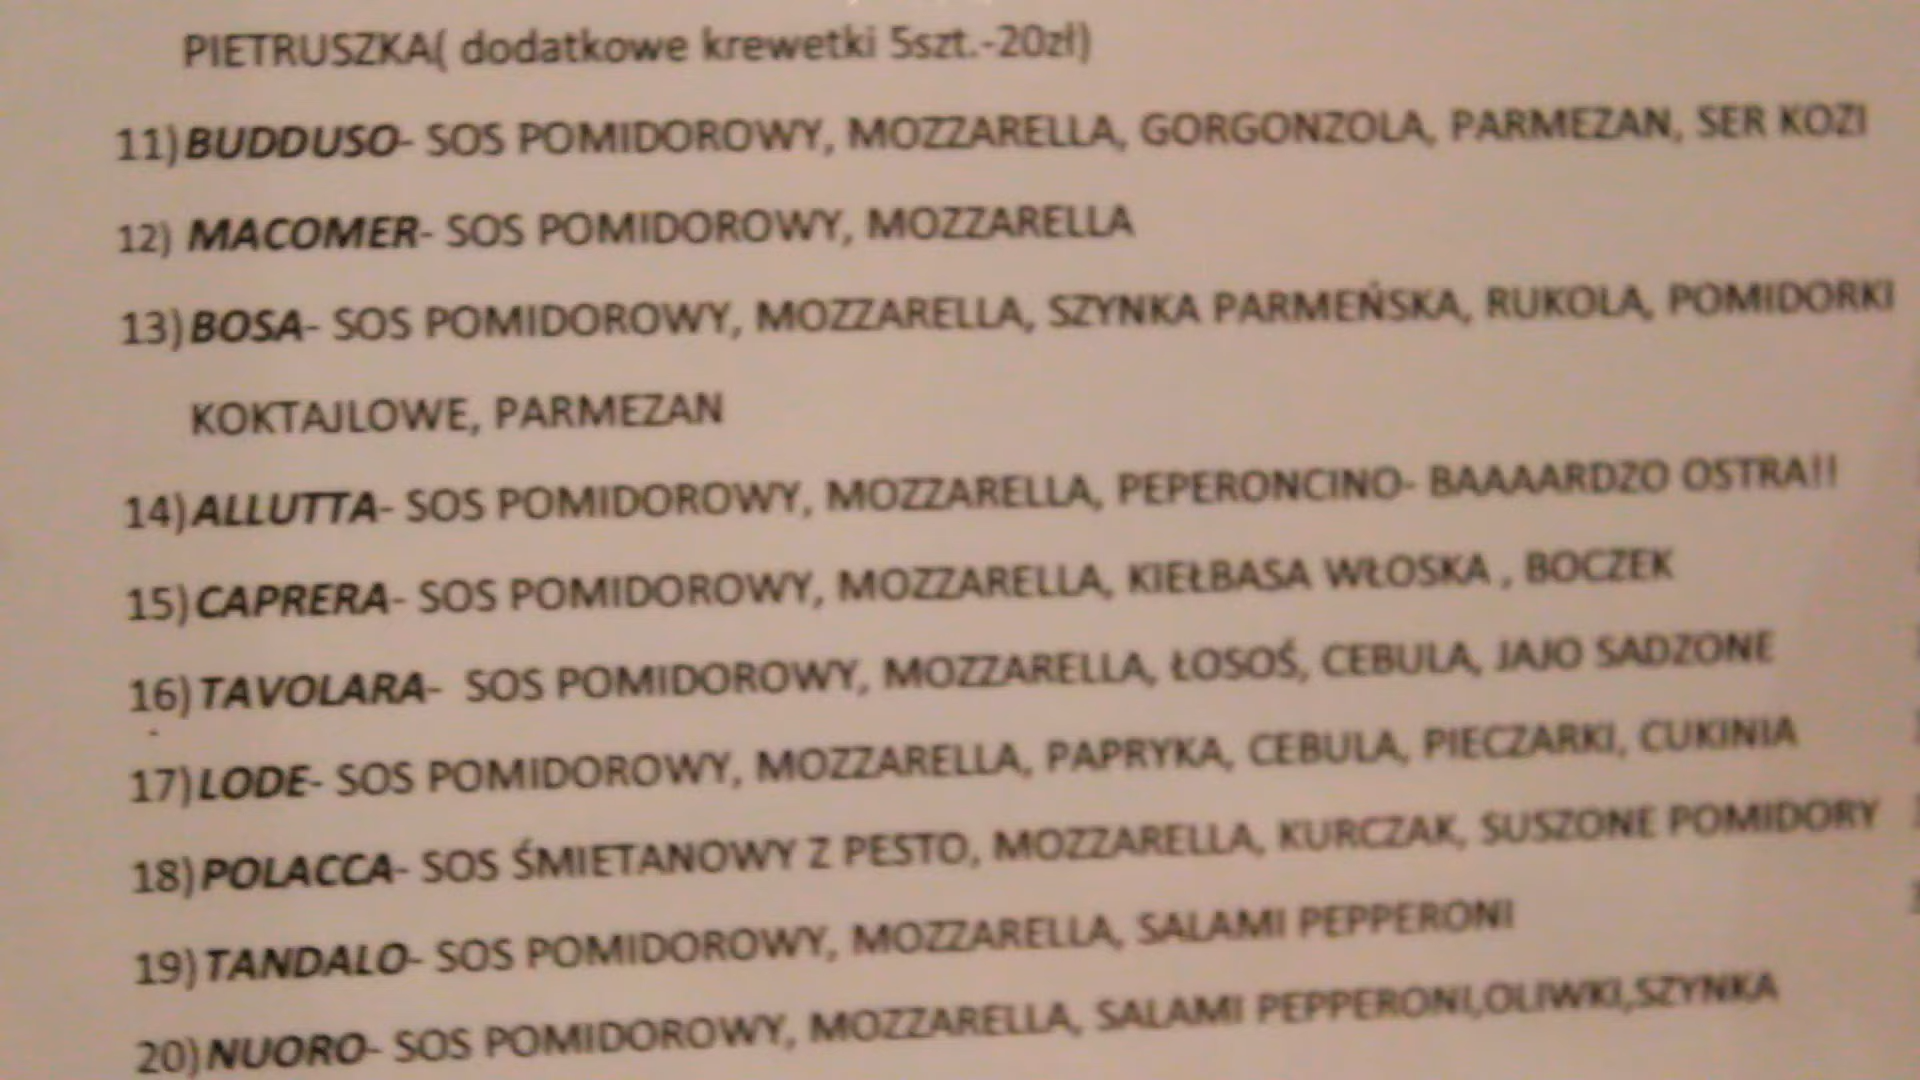 PIETRUSZKA( dodatkowe krewetki 5szt.-20zł)
11)BUDDUSO- SOS POMIDOROWY, MOZZARELLA, GORGONZOLA, PARMEZAN, SER KOZI
12) MACOMER- SOS POMIDOROWY, MOZZARELLA
13)BOSA- SOS POMIDOROWY, MOZZARELLA, SZYNKA PARMEŃSKA, RUKOLA, POMIDORKI
KOKTAJLOWE, PARMEZAN
14)ALLUTTA- SOS POMIDOROWY, MOZZARELLA, PEPERONCINO- BAAAARDZO OSTRA!!
15)CAPRERA- SOS POMIDOROWY, MOZZARELLA, KIEŁBASA WŁOSKA , BOCZEK
16)TAVOLARA- SOS POMIDOROWY, MOZZARELLA, ŁOSOŚ, CEBULA, JAJO SADZONE
17)LODE- SOS POMIDOROWY, MOZZARELLA, PAPRYKA, CEBULA, PIECZARKI, CUKINIA
18)POLACCA- SOS ŚMIETANOWY Z PESTO, MOZZARELLA, KURCZAK, SUSZONE POMIDORY
19)TANDALO- SOS POMIDOROWY, MOZZARELLA, SALAMI PEPPERONI
20)NUORO- SOS POMIDOROWY, MOZZARELLA, SALAMI PEPPERONI,OLIWKI,SZYNKA